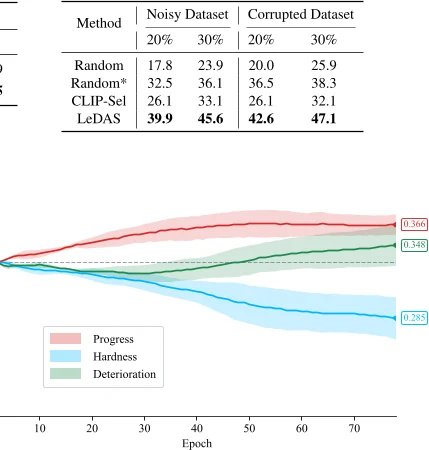 Method Noisy Dataset Corrupted Dataset
20% 30% 20% 30%
Random 17.8 23.9 20.0 25.9
Random* 32.5 36.1 36.5 38.3
CLIP-Sel 26.1 33.1 26.1 32.1
LeDAS 39.9 45.6 42.6 47.1
0.366
0.348
0.285
Progress
Hardness
Deterioration
10 20 30 40 50 60 70
Epoch